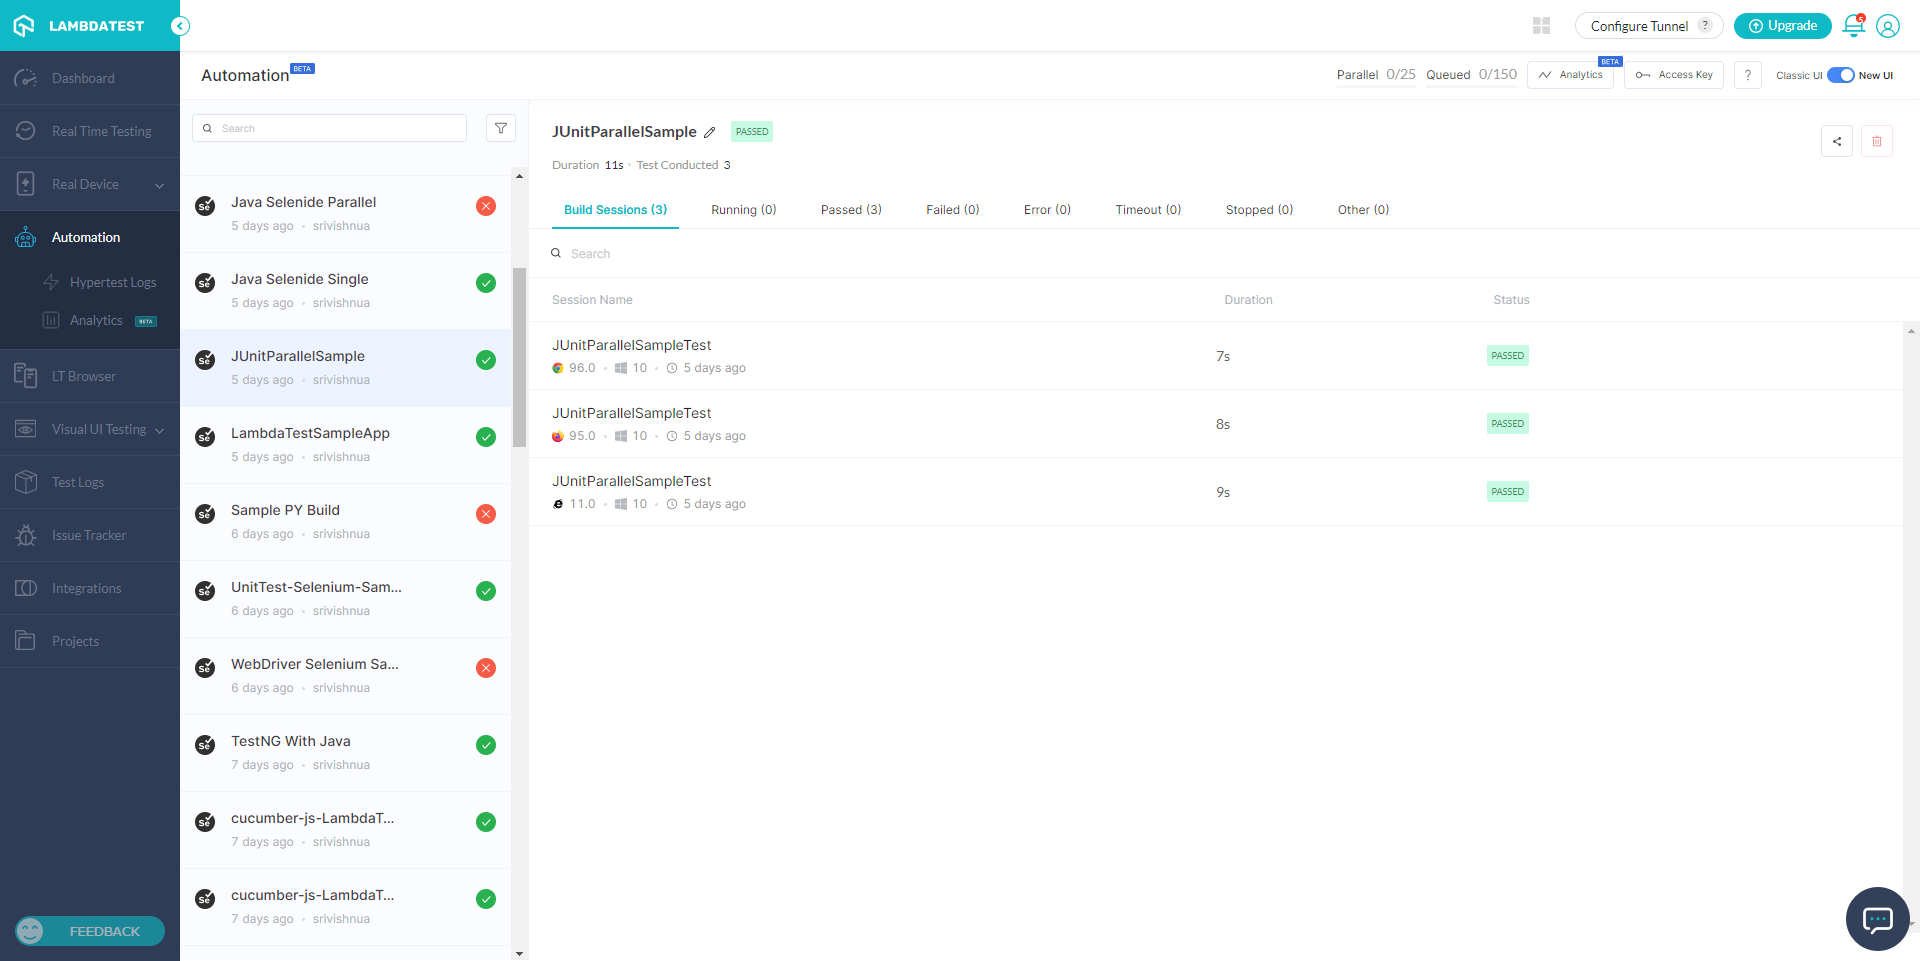 LAMBDATEST
Configure Tunnel ?
Upgrade
6
Dashboard
Real Time Testing
Real Device
Automation
Hypertest Logs
Analytics BETA
LT Browser
Visual UI Testing
Test Logs
Issue Tracker
Integrations
Projects
FEEDBACK
Automation BETA
Parallel 0/25 Queued 0/150
Analytics BETA
Access Key
?
Classic UI New UI
Search
Java Selenide Parallel
5 days ago • srivishnua
Java Selenide Single
5 days ago • srivishnua
JUnitParallelSample
5 days ago • srivishnua
LambdaTestSampleApp
5 days ago • srivishnua
Sample PY Build
6 days ago • srivishnua
UnitTest-Selenium-Sam...
6 days ago • srivishnua
WebDriver Selenium Sa...
6 days ago • srivishnua
TestNG With Java
7 days ago • srivishnua
cucumber-js-LambdaT...
7 days ago • srivishnua
cucumber-js-LambdaT...
7 days ago • srivishnua
JUnitParallelSample PASSED
Duration 11s • Test Conducted 3
Build Sessions (3) Running (0) Passed (3) Failed (0) Error (0) Timeout (0) Stopped (0) Other (0)
Search
Session Name Duration Status
JUnitParallelSampleTest
96.0 • 10 • 5 days ago
7s
PASSED
JUnitParallelSampleTest
95.0 • 10 • 5 days ago
8s
PASSED
JUnitParallelSampleTest
11.0 • 10 • 5 days ago
9s
PASSED